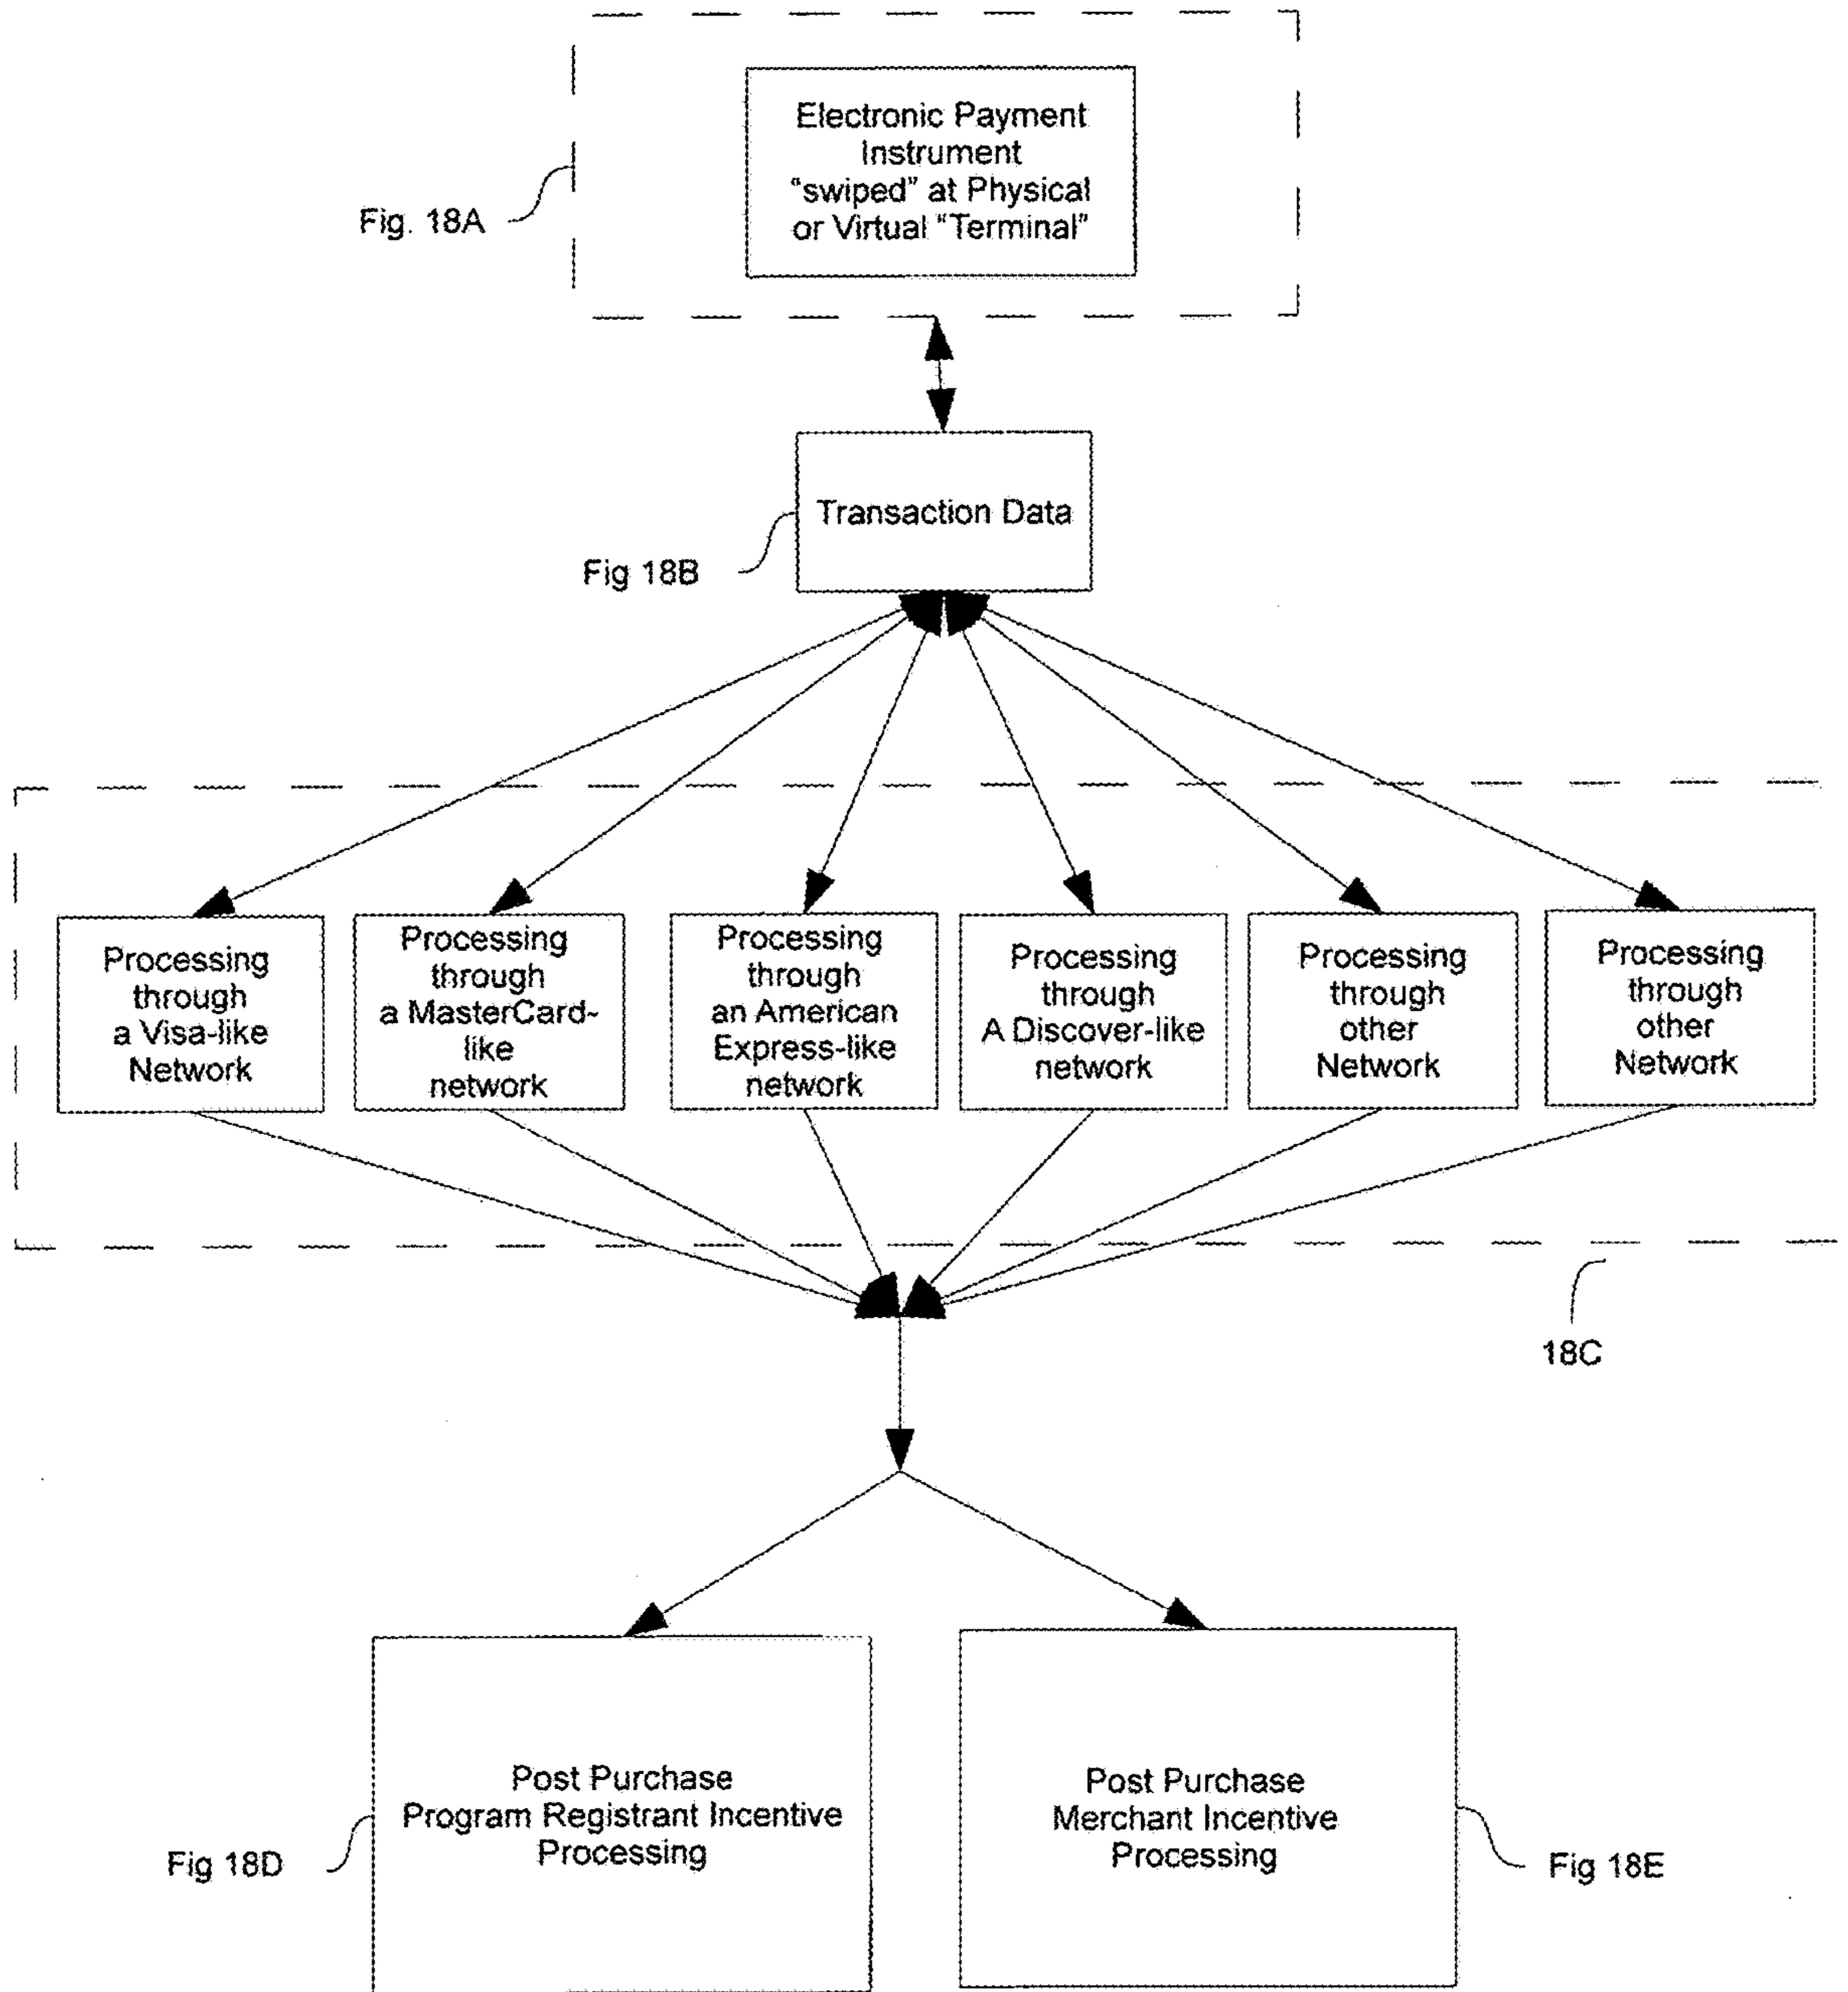 Electronic Payment
Instrument
“swiped” at Physical
or Virtual “Terminal”
Fig. 18A
Transaction Data
Fig 18B
Processing
through
a Visa-like
Network
Processing
through
a MasterCard-
like
network
Processing
through
an American
Express-like
network
Processing
through
A Discover-like
network
Processing
through
other
Network
Processing
through
other
Network
18C
Post Purchase
Program Registrant Incentive
Processing
Fig 18D
Post Purchase
Merchant Incentive
Processing
Fig 18E